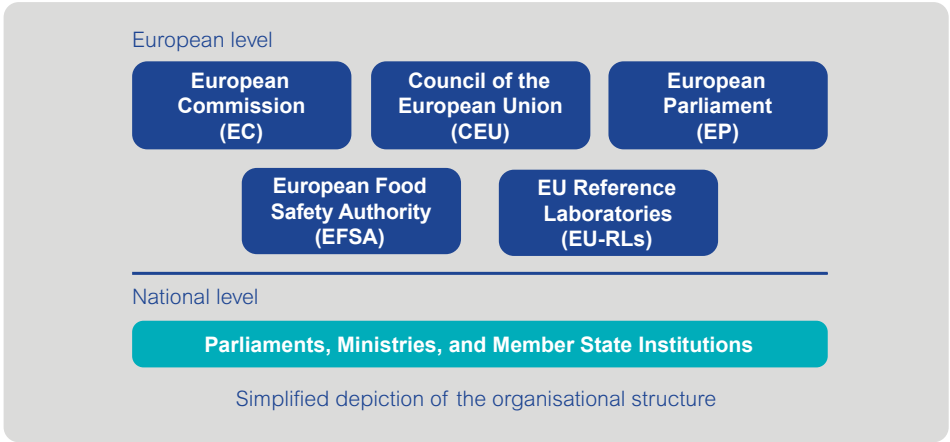 European level
European
Commission
(EC)
Council of the
European Union
(CEU)
European
Parliament
(EP)
European Food
Safety Authority
(EFSA)
EU Reference
Laboratories
(EU-RLs)
National level
Parliaments, Ministries, and Member State Institutions
Simplified depiction of the organisational structure